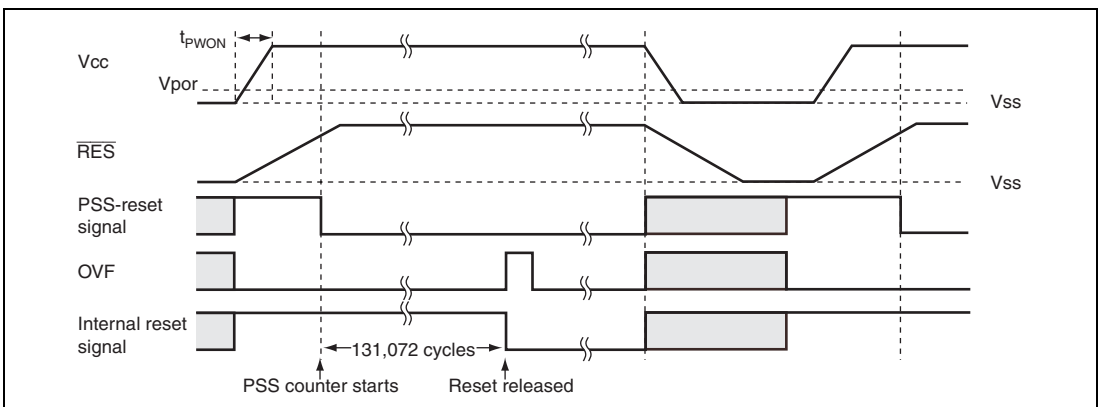 tPWON
Vcc
Vpor
Vss
RES
Vss
PSS-reset
signal
OVF
Internal reset
signal
131,072 cycles
PSS counter starts
Reset released